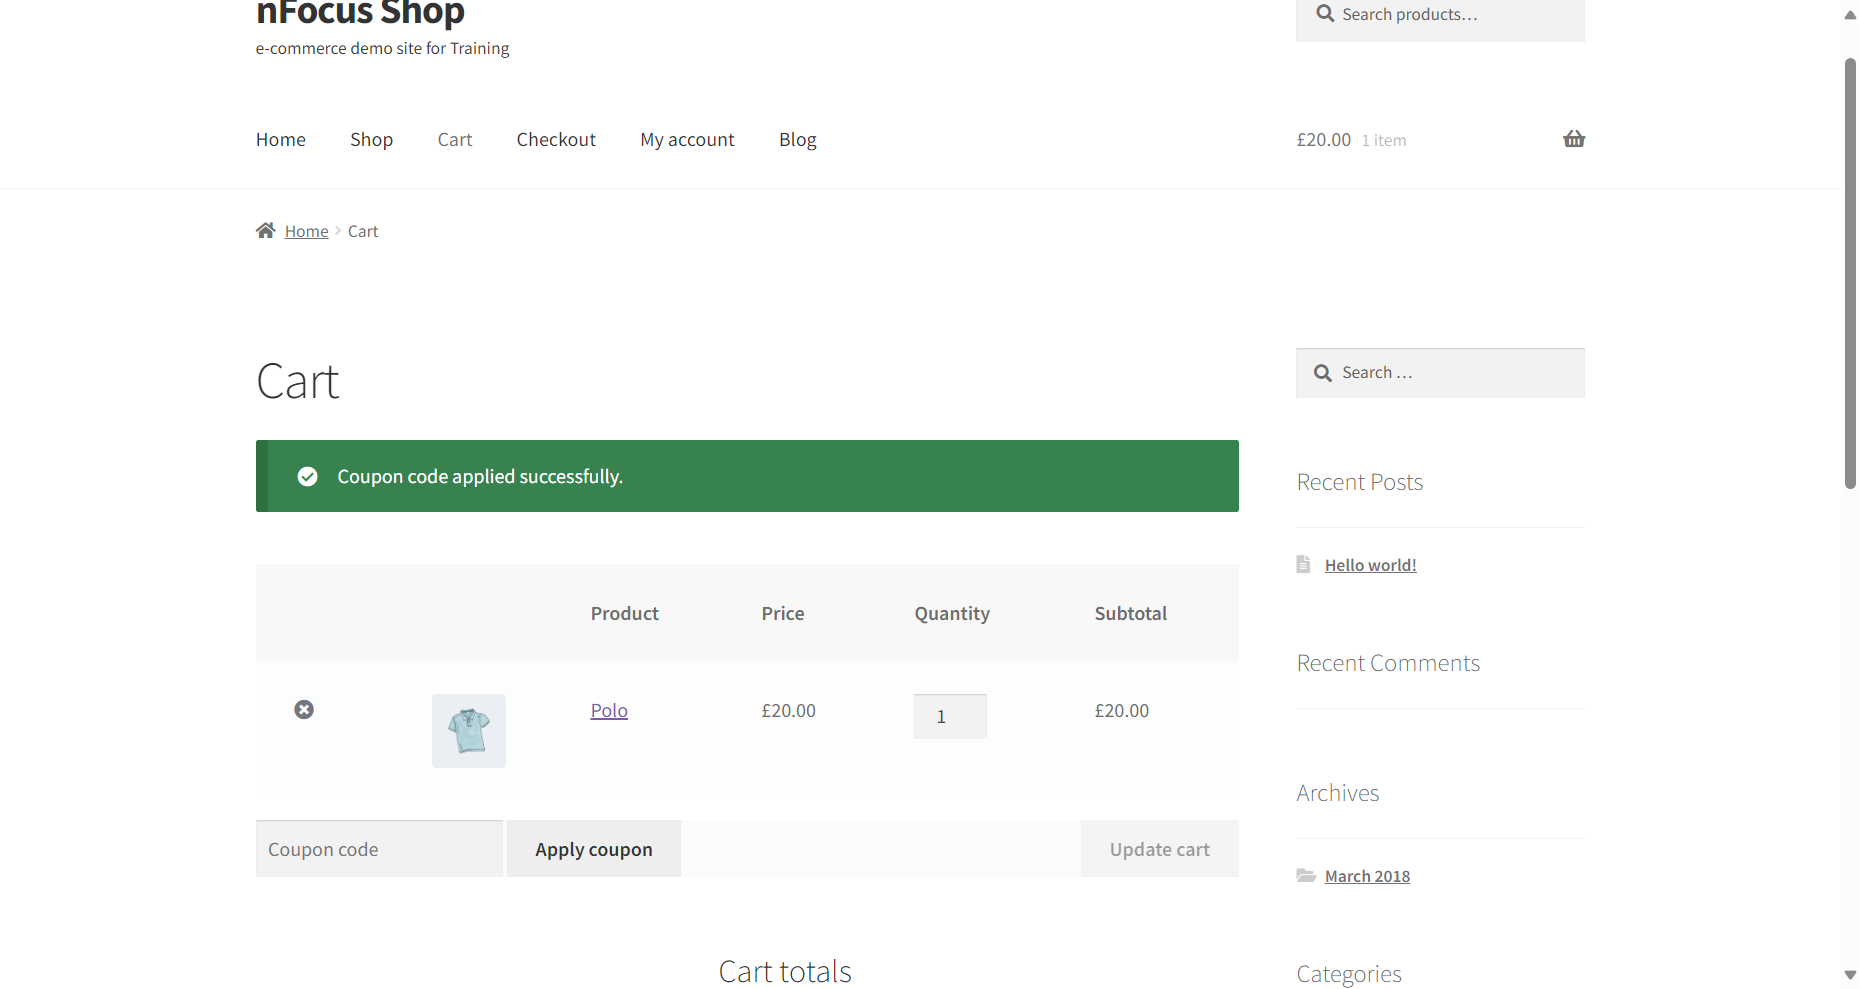 nFocus Shop
e-commerce demo site for Training
Search products…
Home Shop Cart Checkout My account Blog
£20.00 1 item
Home Cart
Cart
Coupon code applied successfully.
Product Price Quantity Subtotal
Polo £20.00 1 £20.00
Coupon code Apply coupon Update cart
Cart totals
Search …
Recent Posts
Hello world!
Recent Comments
Archives
March 2018
Categories